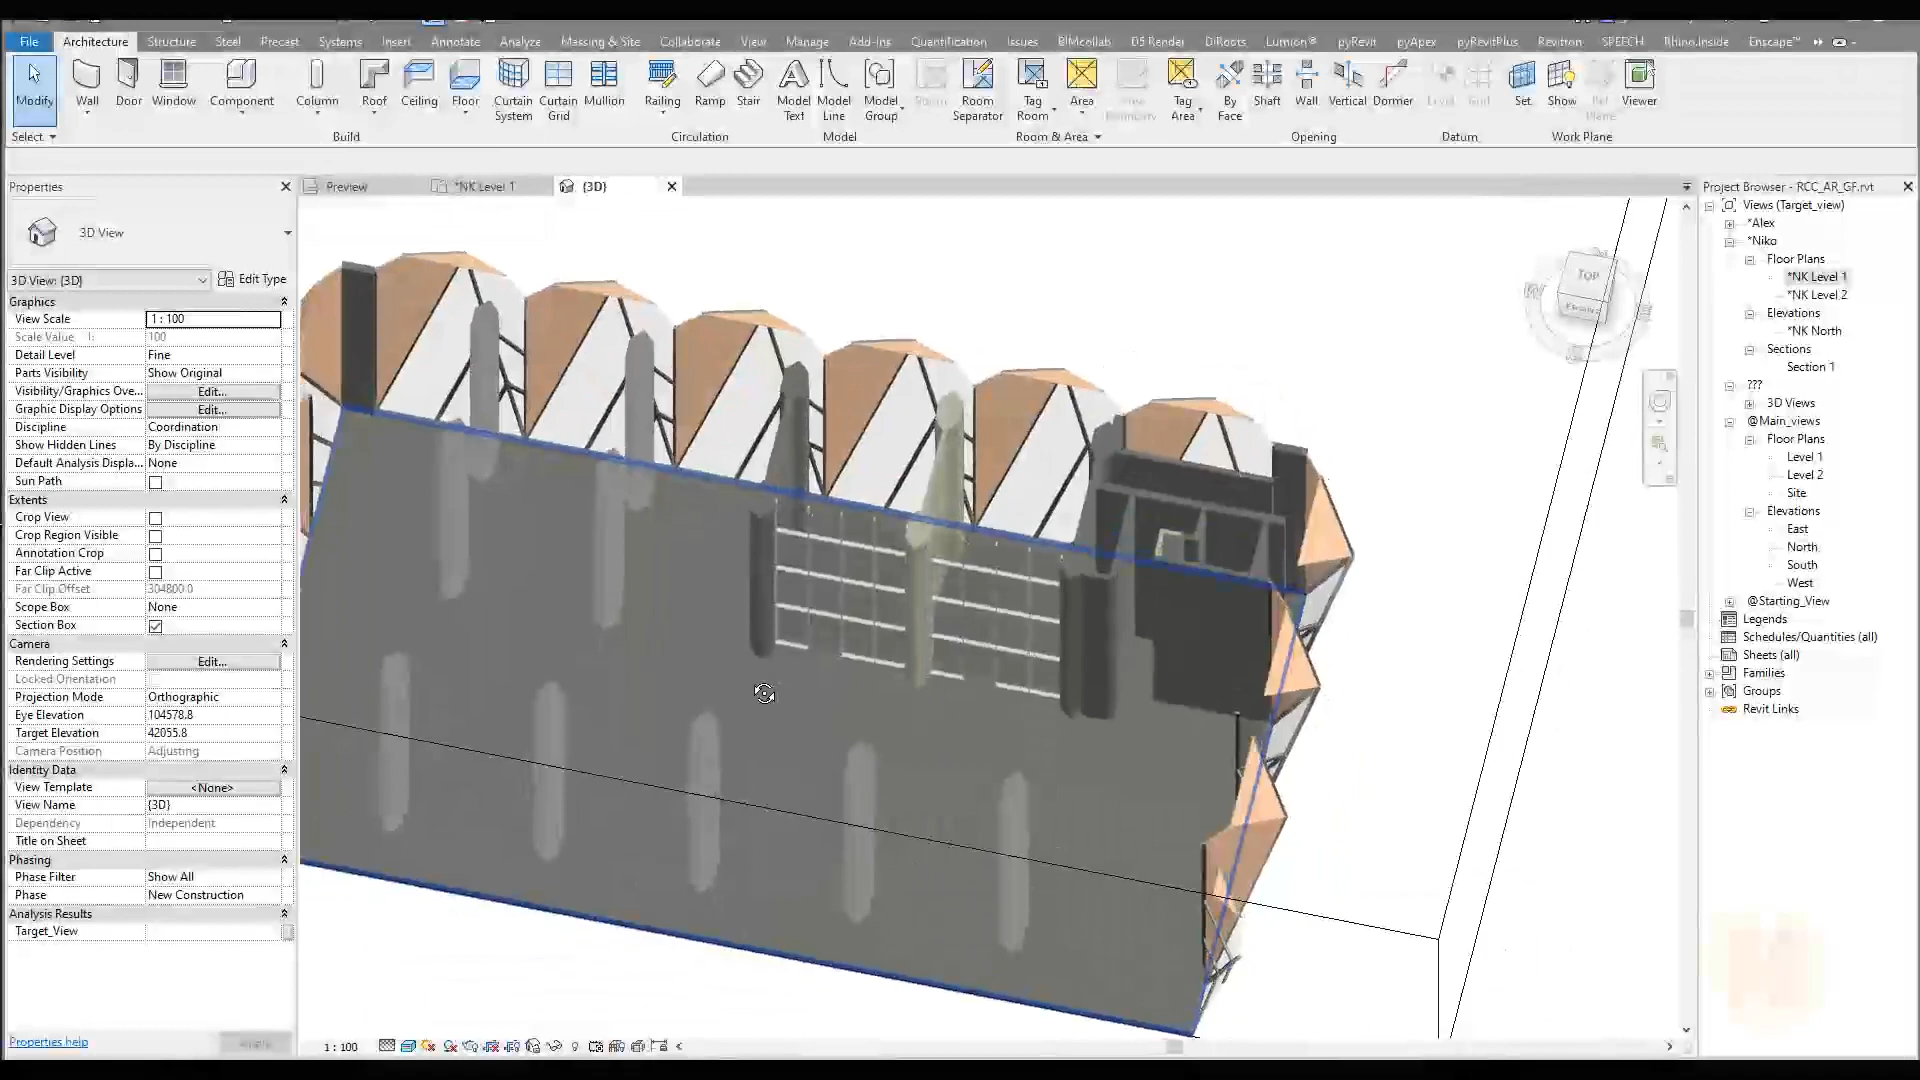 File Architecture Structure Steel Precast Systems Insert Annotate Analyze Massing & Site Collaborate View Manage Add-Ins Quantification Issues BIMcollab D5 Render DiRoots Lumion® pyRevit pyApex pyRevitPlus Revitron SPEECH Rhino.Inside Enscape™
Modify Wall Door Window Component Column Roof Ceiling Floor Curtain System Curtain Grid Mullion Railing Ramp Stair Model Text Model Line Model Group Room Room Separator Tag Room Area Tag Area By Face Shaft Wall Vertical Dormer Level Grid Set Show Ref Plane Viewer
Select Build Circulation Model Room & Area Opening Datum Work Plane
Properties
Preview
*NK Level 1
{3D}
Project Browser - RCC_AR_GF.rvt
3D View
3D View: {3D}
Edit Type
Graphics
View Scale 1 : 100
Scale Value 1: 100
Detail Level Fine
Parts Visibility Show Original
Visibility/Graphics Ove... Edit...
Graphic Display Options Edit...
Discipline Coordination
Show Hidden Lines By Discipline
Default Analysis Displa... None
Sun Path
Extents
Crop View
Crop Region Visible
Annotation Crop
Far Clip Active
Far Clip Offset 304800.0
Scope Box None
Section Box
Camera
Rendering Settings Edit...
Locked Orientation
Projection Mode Orthographic
Eye Elevation 104578.8
Target Elevation 42055.8
Camera Position Adjusting
Identity Data
View Template <None>
View Name {3D}
Dependency Independent
Title on Sheet
Phasing
Phase Filter Show All
Phase New Construction
Analysis Results
Target_View
Properties help
Apply
TOP
1 : 100
Views (Target_view)
*Alex
*Niko
Floor Plans
*NK Level 1
*NK Level 2
Elevations
*NK North
Sections
Section 1
???
3D Views
@Main_views
Floor Plans
Level 1
Level 2
Site
Elevations
East
North
South
West
@Starting_View
Legends
Schedules/Quantities (all)
Sheets (all)
Families
Groups
Revit Links